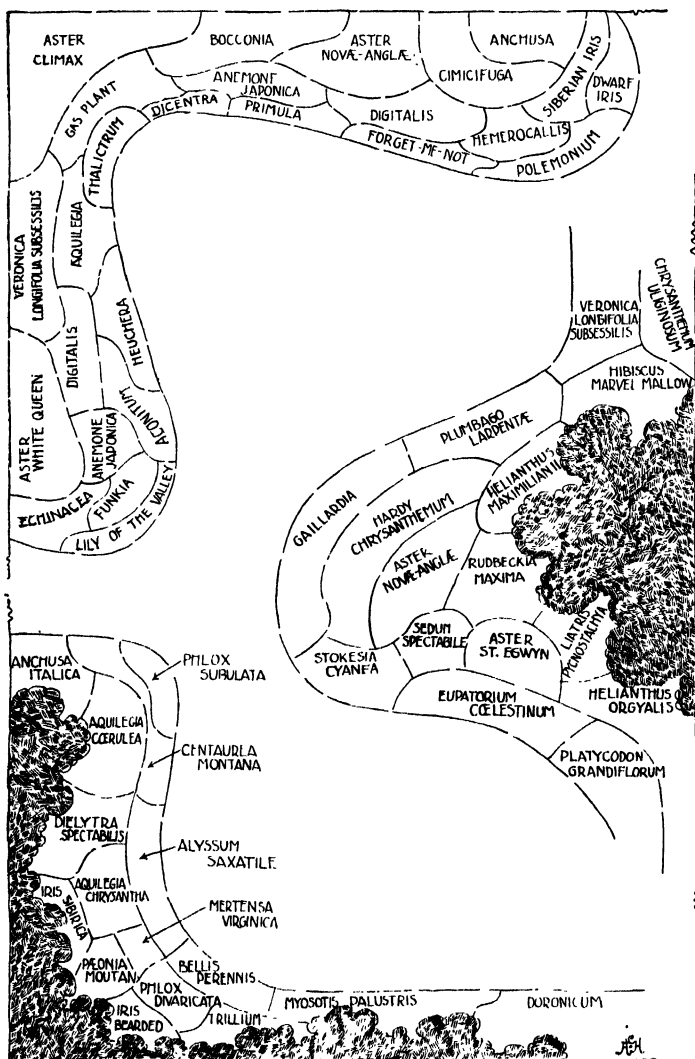 ASTER
CLIMAX
BOCCONIA
ASTER
NOVÆ-ANGLÆ
ANCHUSA
CIMICIFUGA
SIBERIAN IRIS
DWARF
IRIS
GAS PLANT
ANEMONE
JAPONICA
DICENTRA
PRIMULA
DIGITALIS
HEMEROCALLIS
FORGET-ME-NOT
POLEMONIUM
THALICTRUM
VERONICA
LONGIFOLIA SUBSESSILIS
AQUILEGIA
HEUCHERA
DIGITALIS
ACONITUM
ASTER
WHITE QUEEN
ANEMONE
JAPONICA
ECHINACEA
FUNKIA
LILY OF THE VALLEY
VERONICA
LONGIFOLIA
SUBSESSILIS
CHRYSANTHEMUM
ULIGINOSUM
HIBISCUS
MARVEL MALLOW
PLUMBAGO
LARPENTÆ
HELIANTHUS
MAXIMILIANII
GAILLARDIA
HARDY
CHRYSANTHEMUM
ASTER
NOVÆ-ANGLÆ
RUDBECKIA
MAXIMA
LIATRIS
PYCNOSTACHIA
SEDUM
SPECTABILE
ASTER
ST. EGWYN
STOKESIA
CYANEA
HELIANTHUS
ORGYALIS
EUPATORIUM
CŒLESTINUM
PLATYCODON
GRANDIFLORUM
ANCHUSA
ITALICA
PHLOX
SUBULATA
AQUILEGIA
CŒRULEA
CENTAUREA
MONTANA
DIELYTRA
SPECTABILIS
ALYSSUM
SAXATILE
IRIS
SIBIRICA
AQUILEGIA
CHRYSANTHA
MERTENSA
VIRGINICA
PÆONIA
MOUTAN
BELLIS
PERENNIS
PHLOX
DIVARICATA
IRIS
BEARDED
TRILLIUM
MYOSOTIS PALUSTRIS
DORONICUM